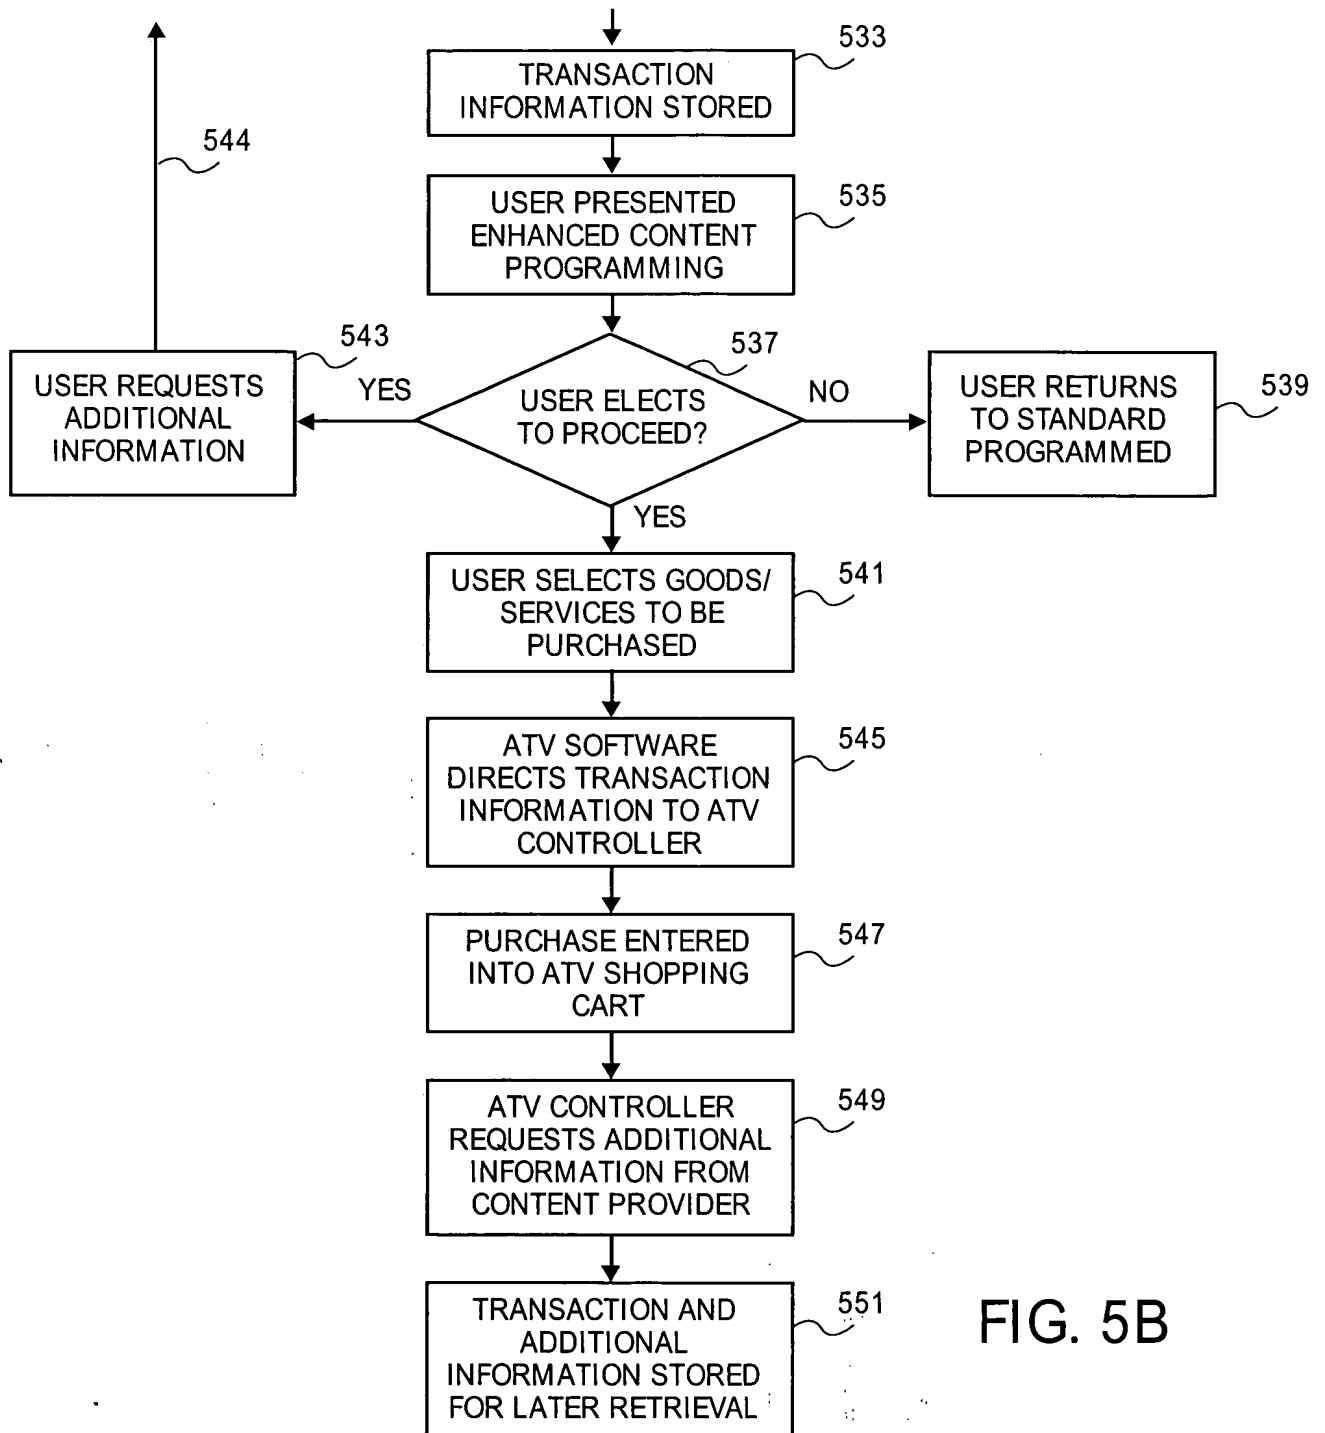 533
TRANSACTION
INFORMATION STORED
544
535
USER PRESENTED
ENHANCED CONTENT
PROGRAMMING
543
537
USER REQUESTS
ADDITIONAL
INFORMATION
YES
USER ELECTS
TO PROCEED?
NO
USER RETURNS
TO STANDARD
PROGRAMMED
539
YES
541
USER SELECTS GOODS/
SERVICES TO BE
PURCHASED
545
ATV SOFTWARE
DIRECTS TRANSACTION
INFORMATION TO ATV
CONTROLLER
547
PURCHASE ENTERED
INTO ATV SHOPPING
CART
549
ATV CONTROLLER
REQUESTS ADDITIONAL
INFORMATION FROM
CONTENT PROVIDER
551
TRANSACTION AND
ADDITIONAL
INFORMATION STORED
FOR LATER RETRIEVAL
FIG. 5B